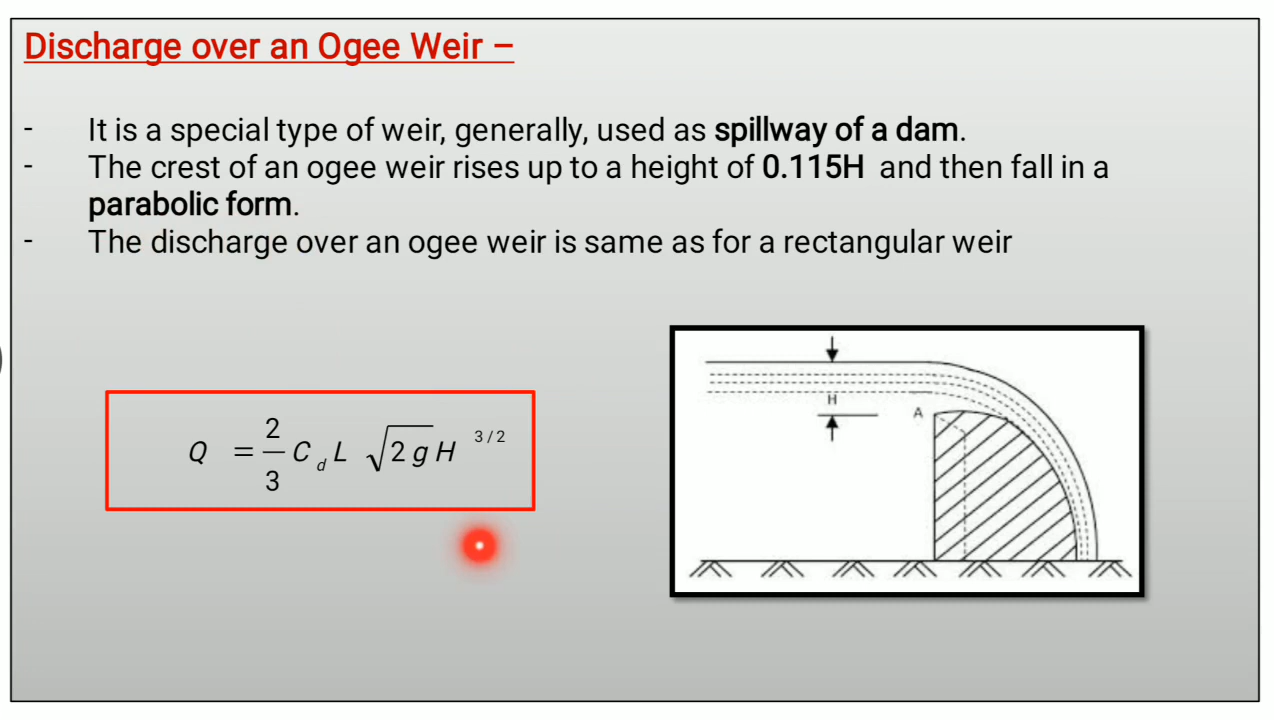 Discharge over an Ogee Weir –
- It is a special type of weir, generally, used as spillway of a dam.
- The crest of an ogee weir rises up to a height of 0.115H and then fall in a
parabolic form.
- The discharge over an ogee weir is same as for a rectangular weir
Q = 2/3 C d L √2g H 3/2
H
A